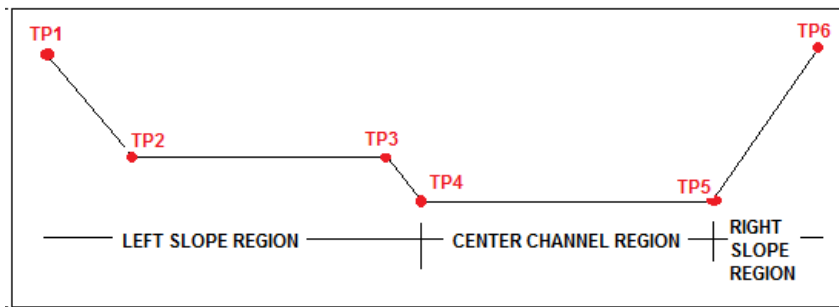 TP1
TP6
TP2
TP3
TP4
TP5
LEFT SLOPE REGION
CENTER CHANNEL REGION
RIGHT
SLOPE
REGION